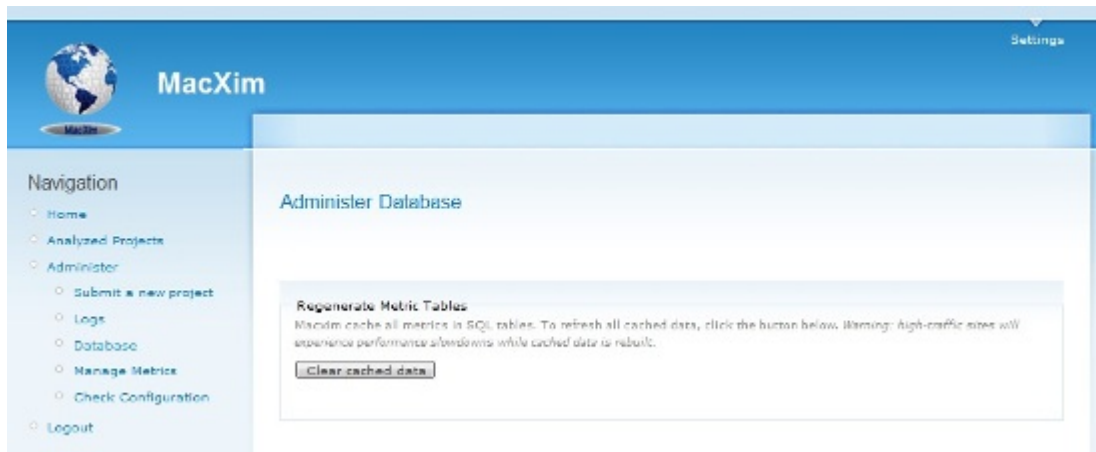 Settings
MacXim
MacXim
Navigation
Home
Analyzed Projects
Administer
Submit a new project
Logs
Database
Manage Metrics
Check Configuration
Logout
Administer Database
Regenerate Metric Tables
Macxim cache all metrics in SQL tables. To refresh all cached data, click the button below. Warning: high-traffic sites will
experience performance slowdowns while cached data is rebuilt.
Clear cached data